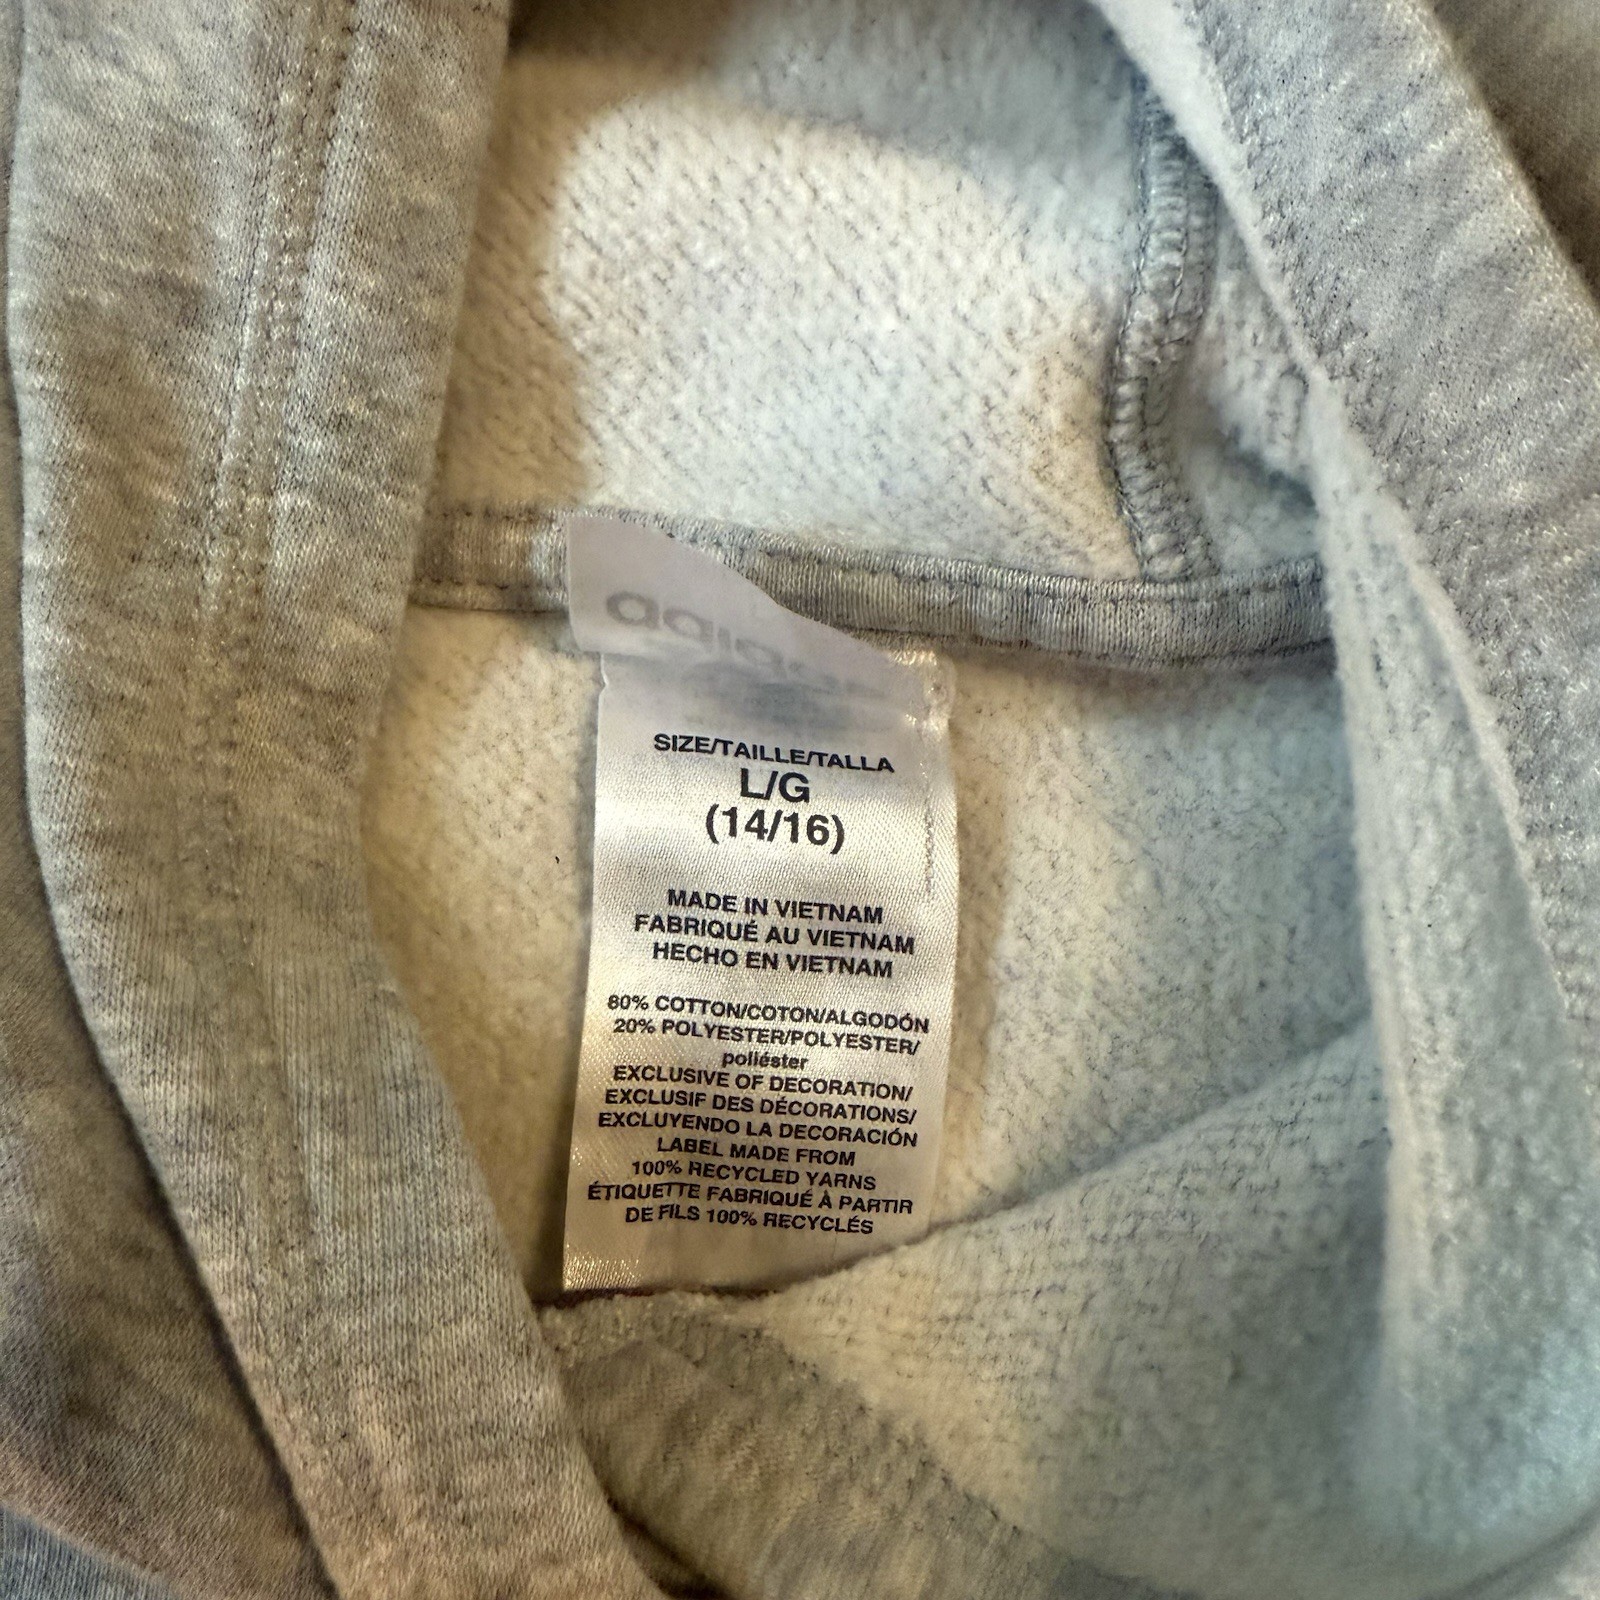 adidas
SIZE/TAILLE/TALLA
L/G
(14/16)
MADE IN VIETNAM
FABRIQUÉ AU VIETNAM
HECHO EN VIETNAM
80% COTTON/COTON/ALGODÓN
20% POLYESTER/POLYESTER/
poliéster
EXCLUSIVE OF DECORATION/
EXCLUSIF DES DÉCORATIONS/
EXCLUYENDO LA DECORACIÓN
LABEL MADE FROM
100% RECYCLED YARNS
ÉTIQUETTE FABRIQUÉ À PARTIR
DE FILS 100% RECYCLÉS